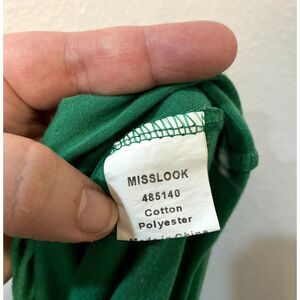 MISSLOOK
485140
Cotton
Polyester
Made in China